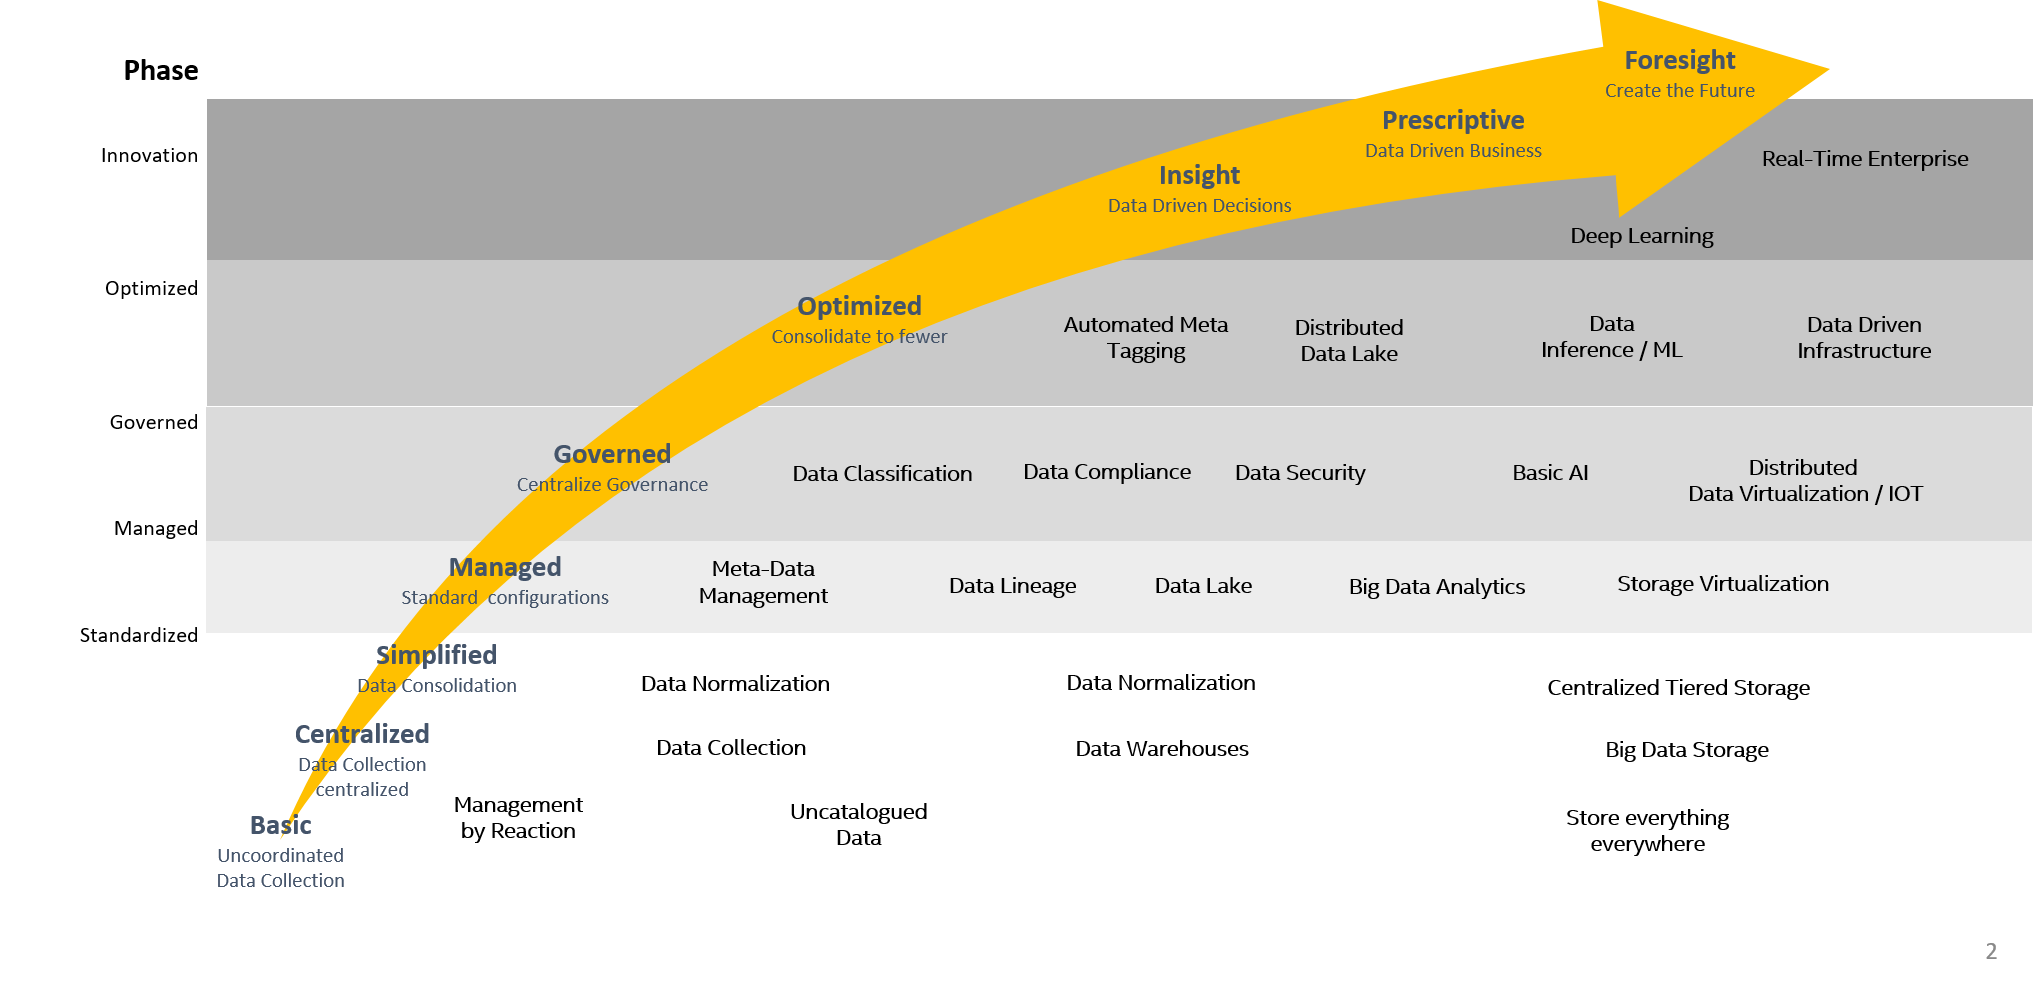 Phase
Foresight
Create the Future
Prescriptive
Data Driven Business
Innovation
Insight
Data Driven Decisions
Real-Time Enterprise
Deep Learning
Optimized
Optimized
Consolidate to fewer
Automated Meta
Tagging
Distributed
Data Lake
Data
Inference / ML
Data Driven
Infrastructure
Governed
Governed
Centralize Governance
Data Classification
Data Compliance
Data Security
Basic AI
Distributed
Data Virtualization / IOT
Managed
Managed
Standard  configurations
Meta-Data
Management
Data Lineage
Data Lake
Big Data Analytics
Storage Virtualization
Standardized
Simplified
Data Consolidation
Data Normalization
Data Normalization
Centralized Tiered Storage
Centralized
Data Collection
centralized
Data Collection
Data Warehouses
Big Data Storage
Basic
Uncoordinated
Data Collection
Management
by Reaction
Uncatalogued
Data
Store everything
everywhere
2